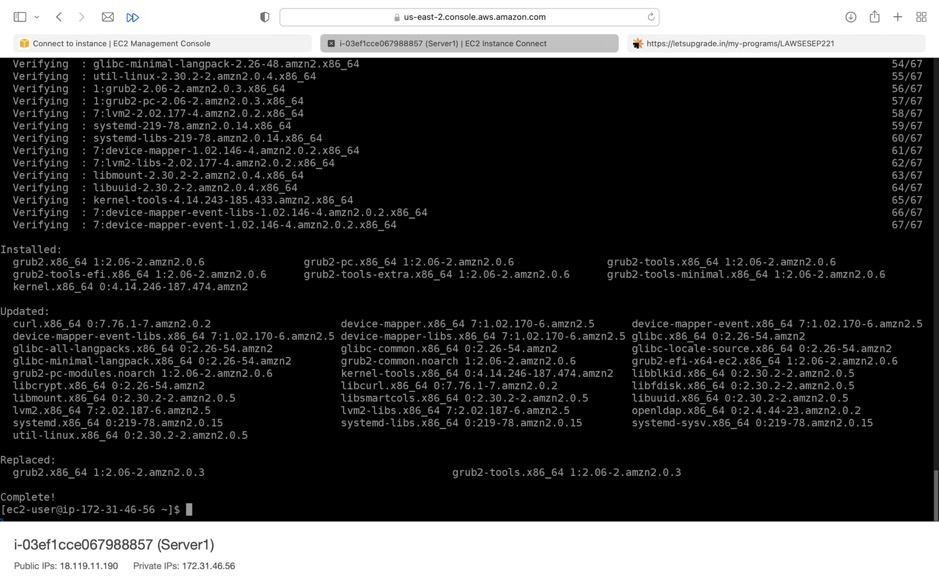 us-east-2.console.aws.amazon.com
Connect to instance | EC2 Management Console
i-03ef1cce067988857 (Server1) | EC2 Instance Connect
https://letsupgrade.in/my-programs/LAWSESEP221
Verifying : glibc-minimal-langpack-2.26-48.amzn2.x86_64 54/67
Verifying : util-linux-2.30.2-2.amzn2.0.4.x86_64 55/67
Verifying : 1:grub2-2.06-2.amzn2.0.3.x86_64 56/67
Verifying : 1:grub2-pc-2.06-2.amzn2.0.3.x86_64 57/67
Verifying : 7:lvm2-2.02.177-4.amzn2.0.2.x86_64 58/67
Verifying : systemd-219-78.amzn2.0.14.x86_64 59/67
Verifying : systemd-libs-219-78.amzn2.0.14.x86_64 60/67
Verifying : 7:device-mapper-1.02.146-4.amzn2.0.2.x86_64 61/67
Verifying : 7:lvm2-libs-2.02.177-4.amzn2.0.2.x86_64 62/67
Verifying : libmount-2.30.2-2.amzn2.0.4.x86_64 63/67
Verifying : libuuid-2.30.2-2.amzn2.0.4.x86_64 64/67
Verifying : kernel-tools-4.14.243-185.433.amzn2.x86_64 65/67
Verifying : 7:device-mapper-event-libs-1.02.146-4.amzn2.0.2.x86_64 66/67
Verifying : 7:device-mapper-event-1.02.146-4.amzn2.0.2.x86_64 67/67
Installed:
grub2.x86_64 1:2.06-2.amzn2.0.6 grub2-pc.x86_64 1:2.06-2.amzn2.0.6 grub2-tools.x86_64 1:2.06-2.amzn2.0.6
grub2-tools-efi.x86_64 1:2.06-2.amzn2.0.6 grub2-tools-extra.x86_64 1:2.06-2.amzn2.0.6 grub2-tools-minimal.x86_64 1:2.06-2.amzn2.0.6
kernel.x86_64 0:4.14.246-187.474.amzn2
Updated:
curl.x86_64 0:7.76.1-7.amzn2.0.2 device-mapper.x86_64 7:1.02.170-6.amzn2.5 device-mapper-event.x86_64 7:1.02.170-6.amzn2.5
device-mapper-event-libs.x86_64 7:1.02.170-6.amzn2.5 device-mapper-libs.x86_64 7:1.02.170-6.amzn2.5 glibc.x86_64 0:2.26-54.amzn2
glibc-all-langpacks.x86_64 0:2.26-54.amzn2 glibc-common.x86_64 0:2.26-54.amzn2 glibc-locale-source.x86_64 0:2.26-54.amzn2
glibc-minimal-langpack.x86_64 0:2.26-54.amzn2 grub2-common.noarch 1:2.06-2.amzn2.0.6 grub2-efi-x64-ec2.x86_64 1:2.06-2.amzn2.0.6
grub2-pc-modules.noarch 1:2.06-2.amzn2.0.6 kernel-tools.x86_64 0:4.14.246-187.474.amzn2 libblkid.x86_64 0:2.30.2-2.amzn2.0.5
libcrypt.x86_64 0:2.26-54.amzn2 libcurl.x86_64 0:7.76.1-7.amzn2.0.2 libfdisk.x86_64 0:2.30.2-2.amzn2.0.5
libmount.x86_64 0:2.30.2-2.amzn2.0.5 libsmartcols.x86_64 0:2.30.2-2.amzn2.0.5 libuuid.x86_64 0:2.30.2-2.amzn2.0.5
lvm2.x86_64 7:2.02.187-6.amzn2.5 lvm2-libs.x86_64 7:2.02.187-6.amzn2.5 openldap.x86_64 0:2.4.44-23.amzn2.0.2
systemd.x86_64 0:219-78.amzn2.0.15 systemd-libs.x86_64 0:219-78.amzn2.0.15 systemd-sysv.x86_64 0:219-78.amzn2.0.15
util-linux.x86_64 0:2.30.2-2.amzn2.0.5
Replaced:
grub2.x86_64 1:2.06-2.amzn2.0.3 grub2-tools.x86_64 1:2.06-2.amzn2.0.3
Complete!
[ec2-user@ip-172-31-46-56 ~]$
i-03ef1cce067988857 (Server1)
Public IPs: 18.119.11.190 Private IPs: 172.31.46.56